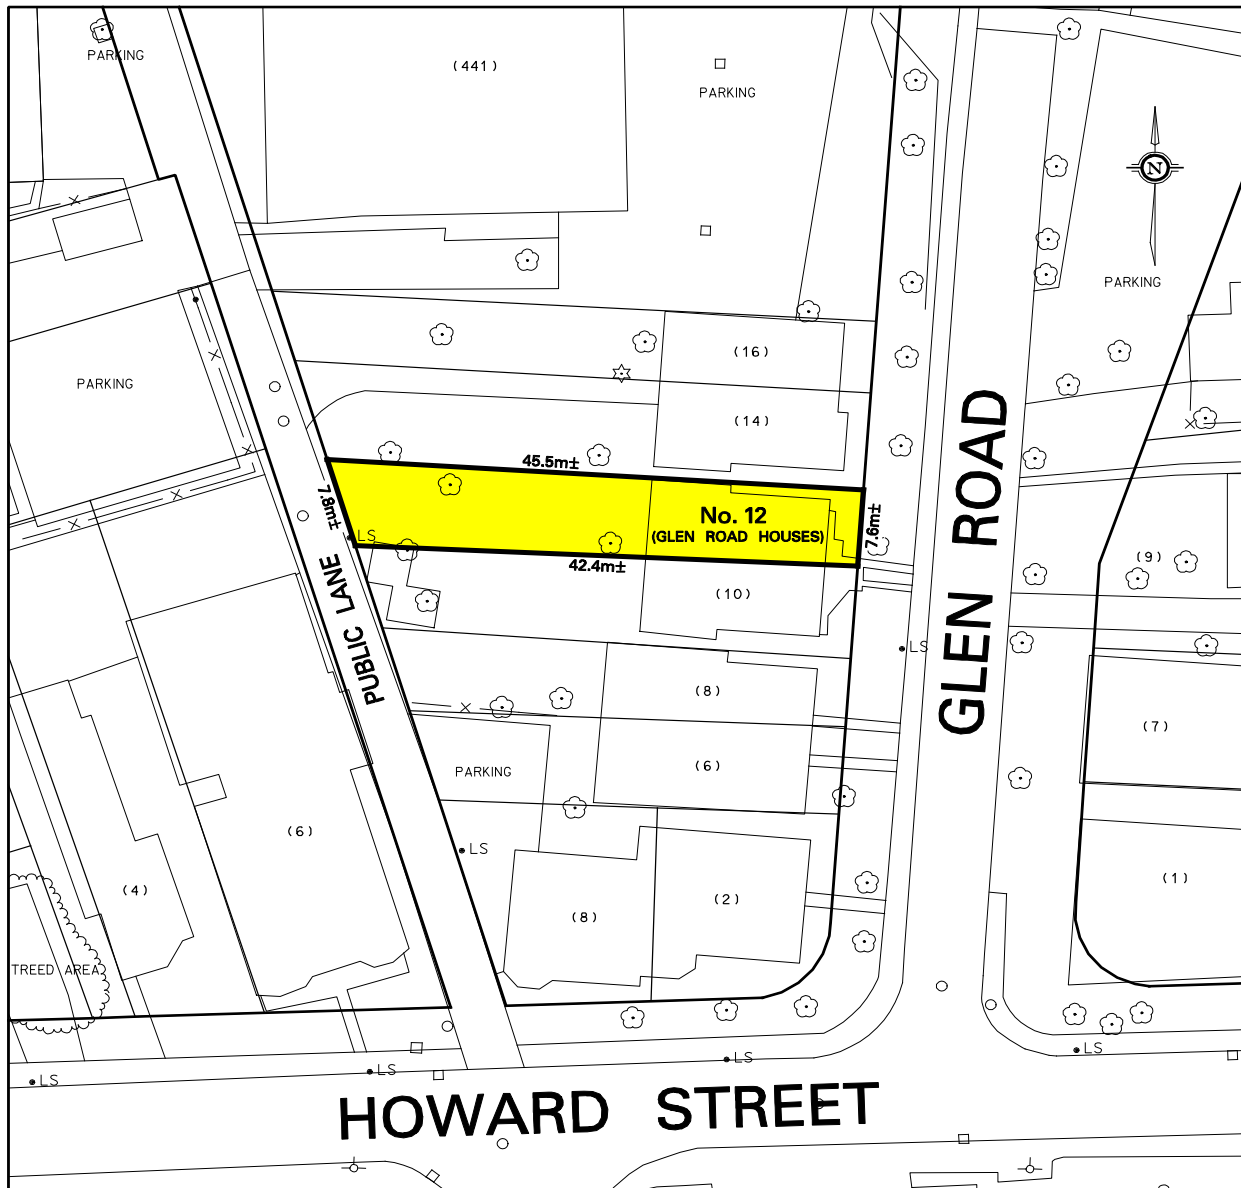 PARKING
(441)
PARKING
N
PARKING
(16)
PARKING
(14)
45.5m±
7.8m±
No. 12
(GLEN ROAD HOUSES)
7.6m±
LS
42.4m±
GLEN ROAD
(9)
PUBLIC LANE
(10)
LS
(8)
(7)
PARKING
(6)
(6)
LS
(4)
(8)
(2)
(1)
TREED AREA
LS
LS
LS
LS
HOWARD STREET